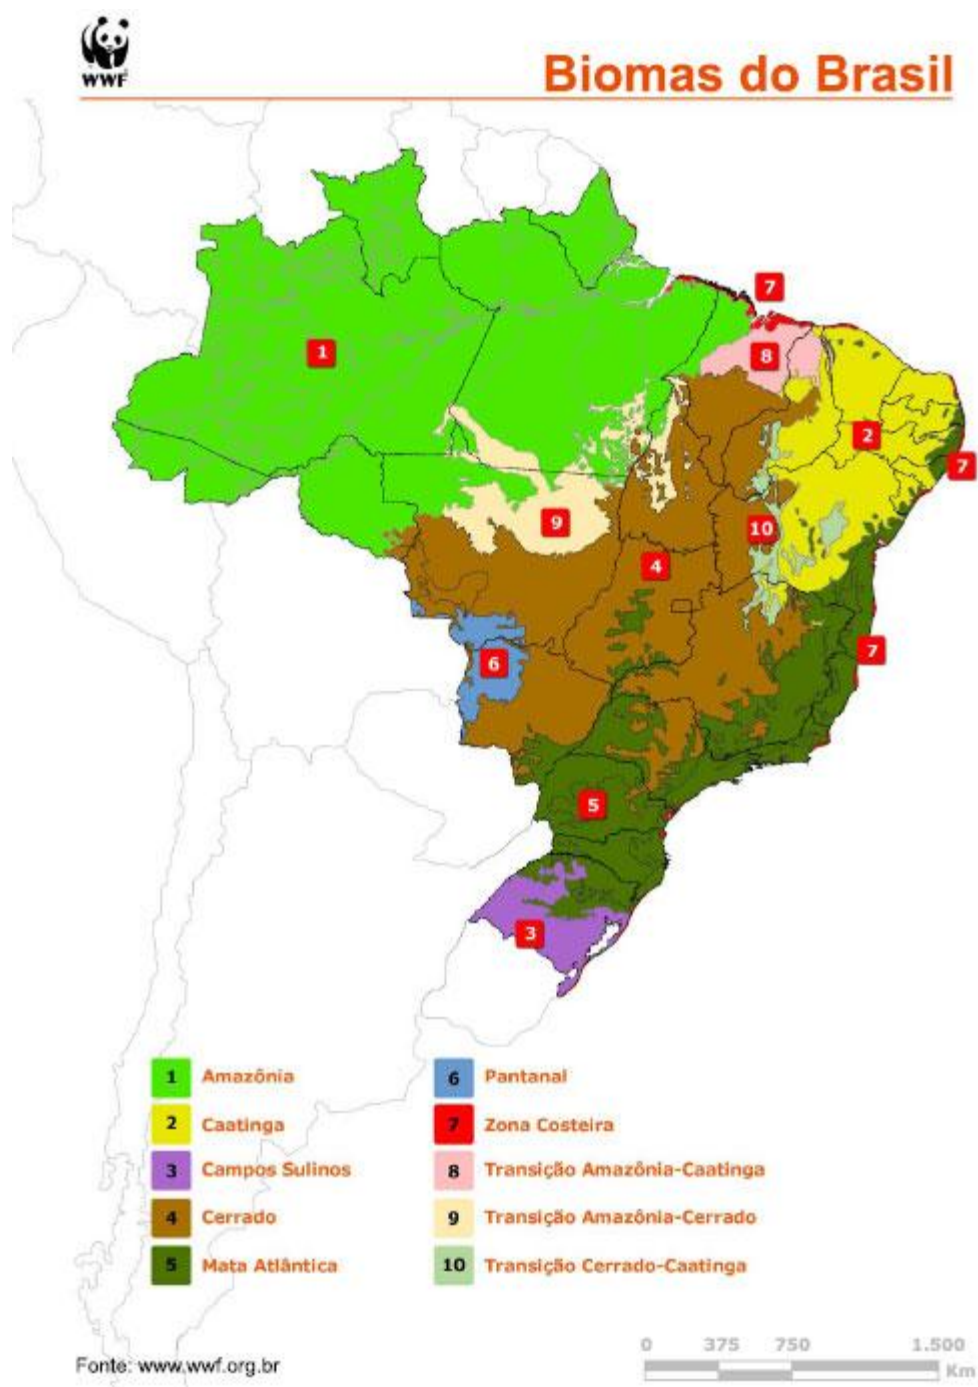 WWF
Biomas do Brasil
7
1
8
2
7
9
10
4
7
6
5
3
1 Amazônia
2 Caatinga
3 Campos Sulinos
4 Cerrado
5 Mata Atlântica
6 Pantanal
7 Zona Costeira
8 Transição Amazônia-Caatinga
9 Transição Amazônia-Cerrado
10 Transição Cerrado-Caatinga
Fonte: www.wwf.org.br
0 375 750 1.500
Km